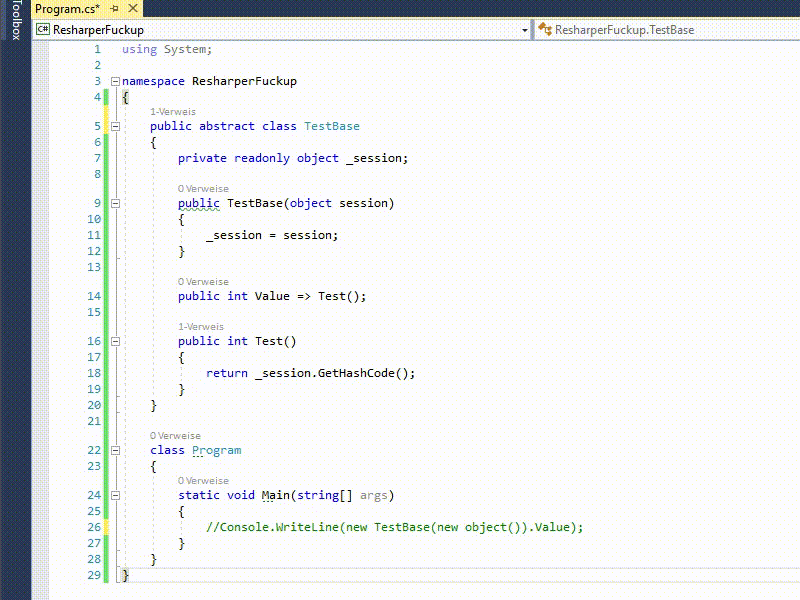 Toolbox
Program.cs*
C# ResharperFuckup
ResharperFuckup.TestBase
1 using System;
2
3 namespace ResharperFuckup
4 {
1-Verweis
5 public abstract class TestBase
6 {
7 private readonly object _session;
8
0 Verweise
9 public TestBase(object session)
10 {
11 _session = session;
12 }
13
0 Verweise
14 public int Value => Test();
15
1-Verweis
16 public int Test()
17 {
18 return _session.GetHashCode();
19 }
20 }
21
0 Verweise
22 class Program
23 {
0 Verweise
24 static void Main(string[] args)
25 {
26 //Console.WriteLine(new TestBase(new object()).Value);
27 }
28 }
29 }